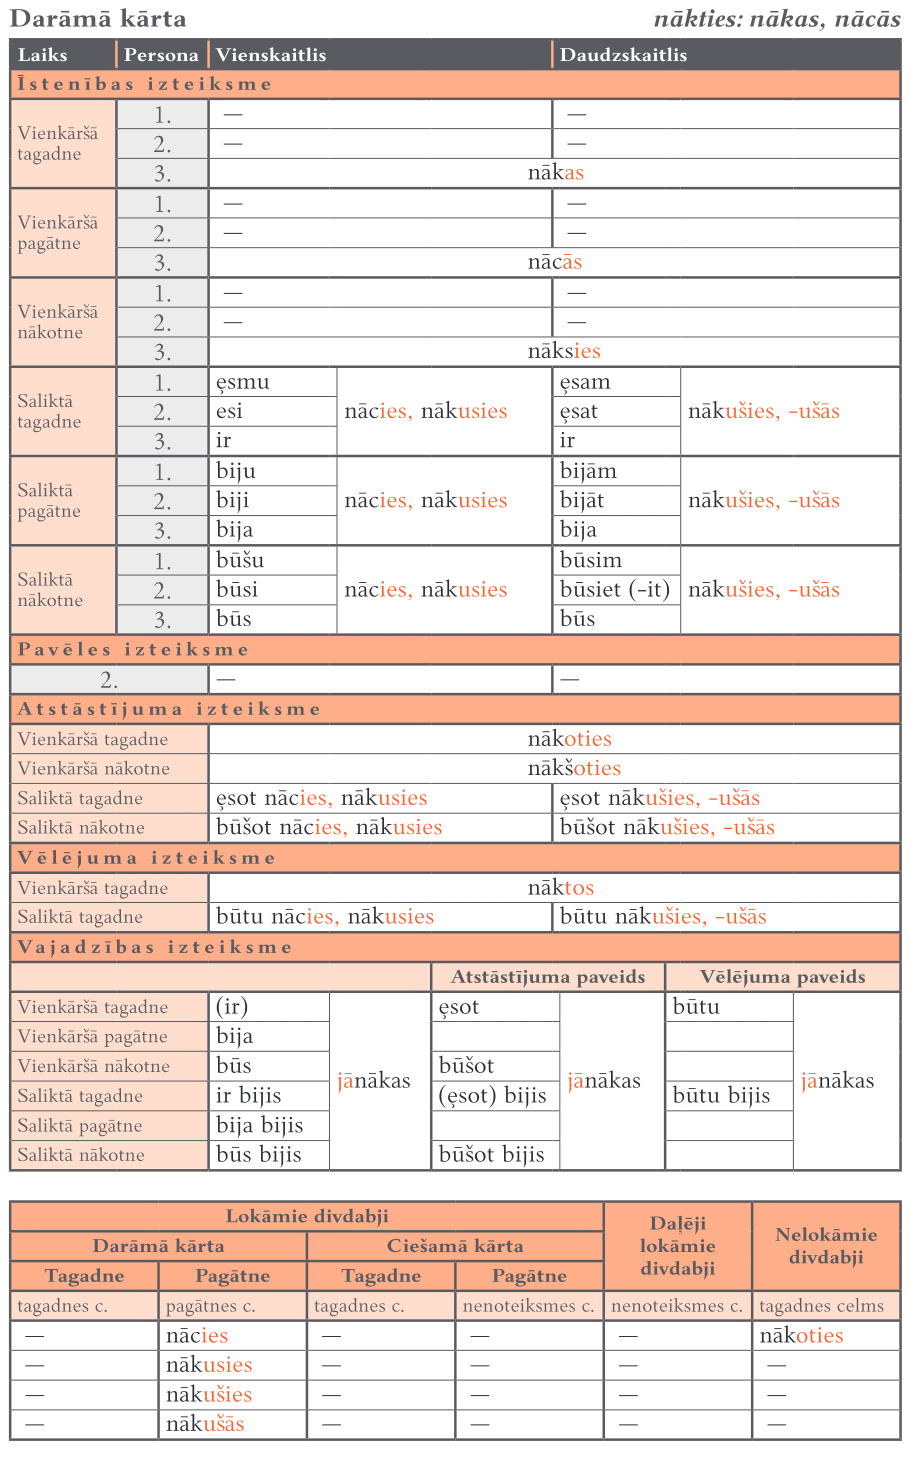 Darāmā kārta nākties: nākas, nācās
Laiks Persona Vienskaitlis Daudzskaitlis
Īstenības izteiksme
Vienkāršā tagadne
1. — —
2. — —
3. nākas
Vienkāršā pagātne
1. — —
2. — —
3. nācās
Vienkāršā nākotne
1. — —
2. — —
3. nāksies
Saliktā tagadne
1. ȩsmu ȩsam
2. esi nācies, nākusies ȩsat nākušies, -ušās
3. ir ir
Saliktā pagātne
1. biju bijām
2. biji nācies, nākusies bijāt nākušies, -ušās
3. bija bija
Saliktā nākotne
1. būšu būsim
2. būsi nācies, nākusies būsiet (-it) nākušies, -ušās
3. būs būs
Pavēles izteiksme
2. — —
Atstāstījuma izteiksme
Vienkāršā tagadne nākoties
Vienkāršā nākotne nākšoties
Saliktā tagadne ȩsot nācies, nākusies ȩsot nākušies, -ušās
Saliktā nākotne būšot nācies, nākusies būšot nākušies, -ušās
Vēlējuma izteiksme
Vienkāršā tagadne nāktos
Saliktā tagadne būtu nācies, nākusies būtu nākušies, -ušās
Vajadzības izteiksme
Atstāstījuma paveids Vēlējuma paveids
Vienkāršā tagadne (ir) ȩsot būtu
Vienkāršā pagātne bija
Vienkāršā nākotne būs būšot
jānākas jānākas jānākas
Saliktā tagadne ir bijis (ȩsot) bijis būtu bijis
Saliktā pagātne bija bijis
Saliktā nākotne būs bijis būšot bijis
Lokāmie divdabji
Daļēji lokāmie divdabji
Nelokāmie divdabji
Darāmā kārta Ciešamā kārta
Tagadne Pagātne Tagadne Pagātne
tagadnes c. pagātnes c. tagadnes c. nenoteiksmes c. nenoteiksmes c. tagadnes celms
— nācies — — — nākoties
— nākusies — — — —
— nākušies — — — —
— nākušās — — — —